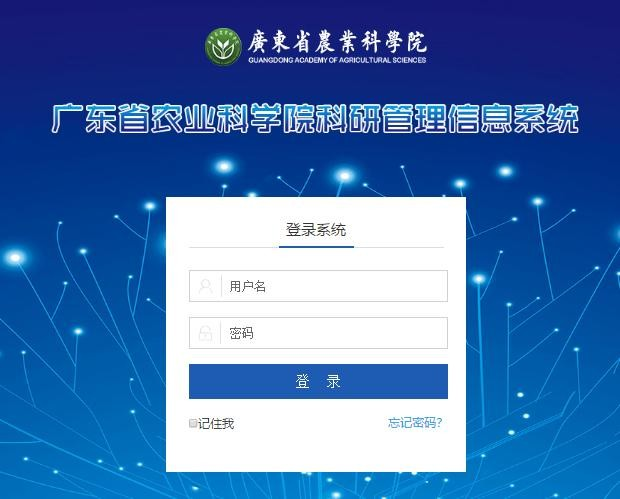 廣東省農業科學院
GUANGDONG ACADEMY OF AGRICULTURAL SCIENCES
广东省农业科学院科研管理信息系统
登录系统
用户名
密码
登 录
记住我 忘记密码?